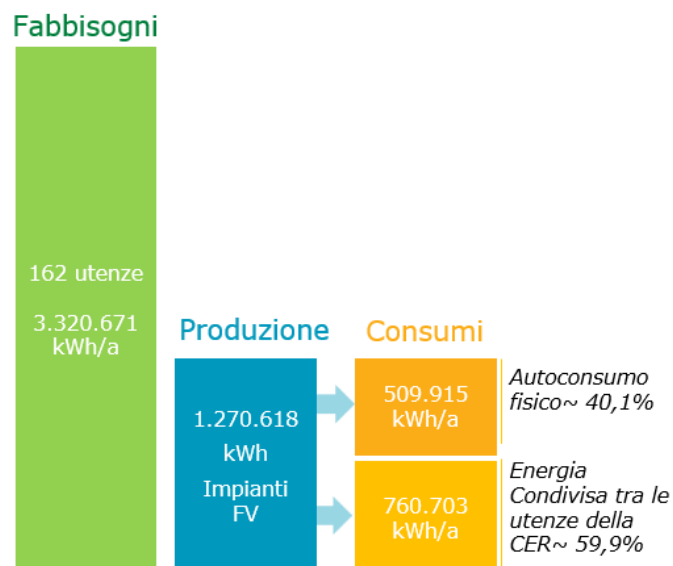 Fabbisogni
162 utenze
3.320.671
kWh/a
Produzione
1.270.618
kWh
Impianti
FV
Consumi
509.915
kWh/a
760.703
kWh/a
Autoconsumo
fisico~ 40,1%
Energia
Condivisa tra le
utenze della
CER~ 59,9%